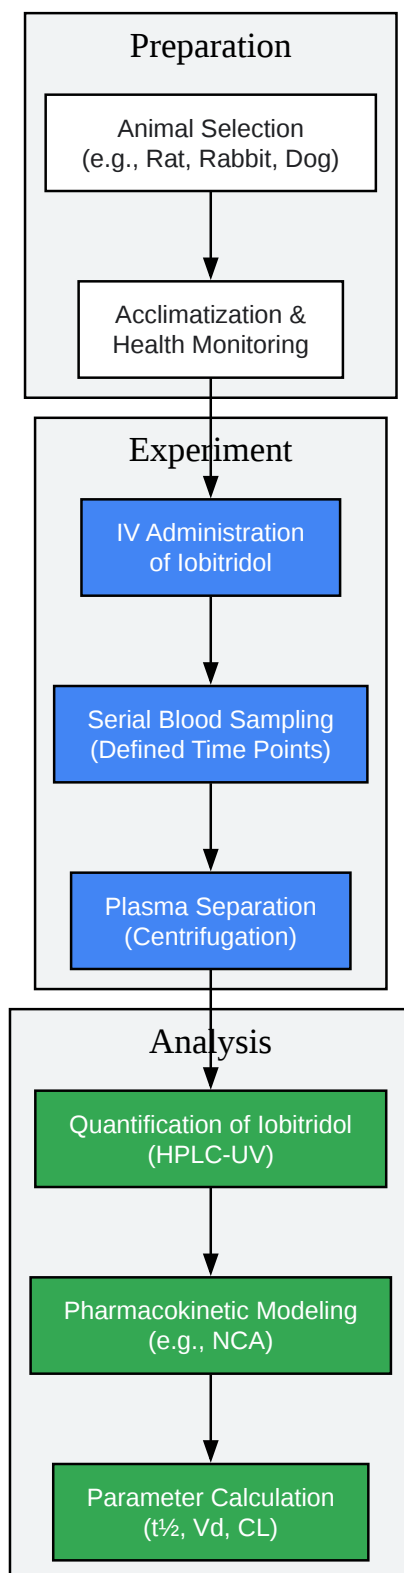 Preparation
Animal Selection
(e.g., Rat, Rabbit, Dog)
Acclimatization &
Health Monitoring
Experiment
IV Administration
of Iobitridol
Serial Blood Sampling
(Defined Time Points)
Plasma Separation
(Centrifugation)
Analysis
Quantification of Iobitridol
(HPLC-UV)
Pharmacokinetic Modeling
(e.g., NCA)
Parameter Calculation
(t½, Vd, CL)